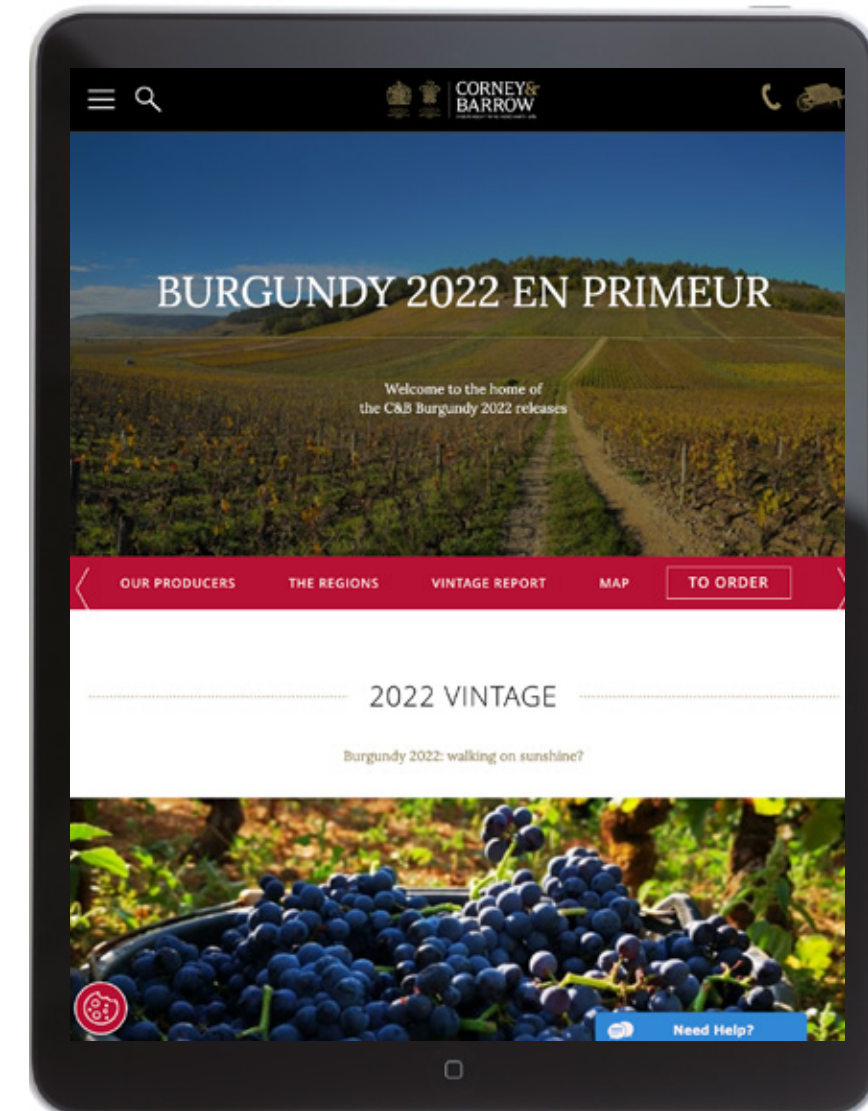 CORNEY&
BARROW
BURGUNDY 2022 EN PRIMEUR
Welcome to the home of
the C&B Burgundy 2022 releases
OUR PRODUCERS THE REGIONS VINTAGE REPORT MAP TO ORDER
2022 VINTAGE
Burgundy 2022: walking on sunshine?
Need Help?